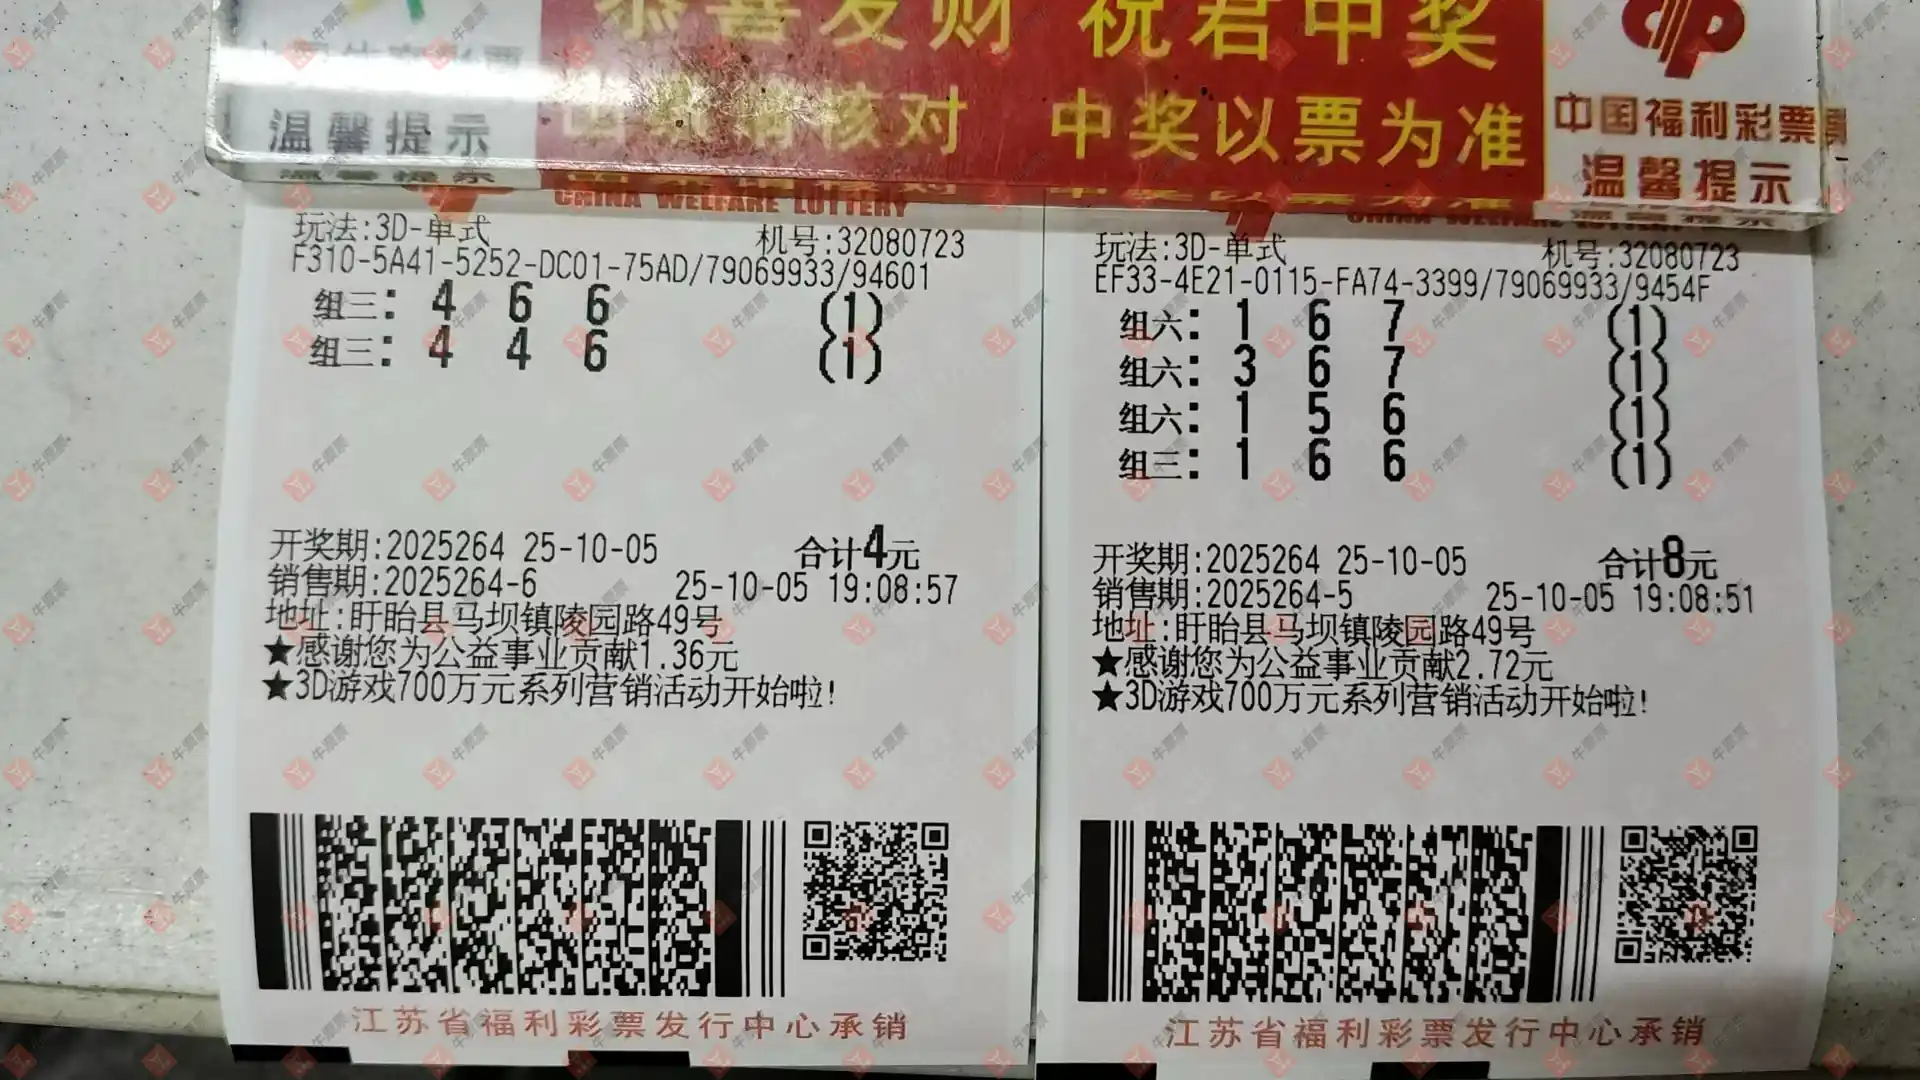 恭喜发财 祝君中奖
核对 中奖以票为准
温馨提示
中国福利彩票
温馨提示
CHINA WELFARE LOTTERY
玩法:3D-单式 机号:32080723
F310-5A41-5252-DC01-75AD/79069933/94601
组三: 4 6 6 (1)
组三: 4 4 6 (1)
开奖期:2025264 25-10-05 合计4元
销售期:2025264-6 25-10-05 19:08:57
地址:盱眙县马坝镇陵园路49号
★感谢您为公益事业贡献1.36元
★3D游戏700万元系列营销活动开始啦!
江苏省福利彩票发行中心承销
玩法:3D-单式 机号:32080723
EF33-4E21-0115-FA74-3399/79069933/9454F
组六: 1 6 7 (1)
组六: 3 6 7 (1)
组六: 1 5 6 (1)
组三: 1 6 6 (1)
开奖期:2025264 25-10-05 合计8元
销售期:2025264-5 25-10-05 19:08:51
地址:盱眙县马坝镇陵园路49号
★感谢您为公益事业贡献2.72元
★3D游戏700万元系列营销活动开始啦!
江苏省福利彩票发行中心承销